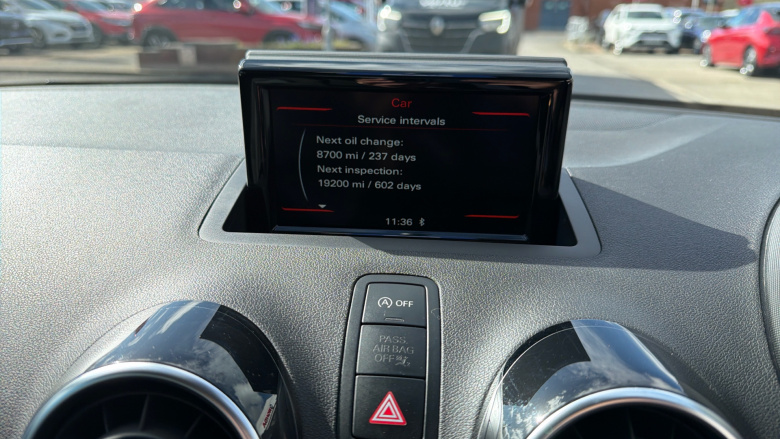 Car
Service intervals
Next oil change:
8700 mi / 237 days
Next inspection:
19200 mi / 602 days
11:36
A OFF
PASS
AIR BAG
OFF